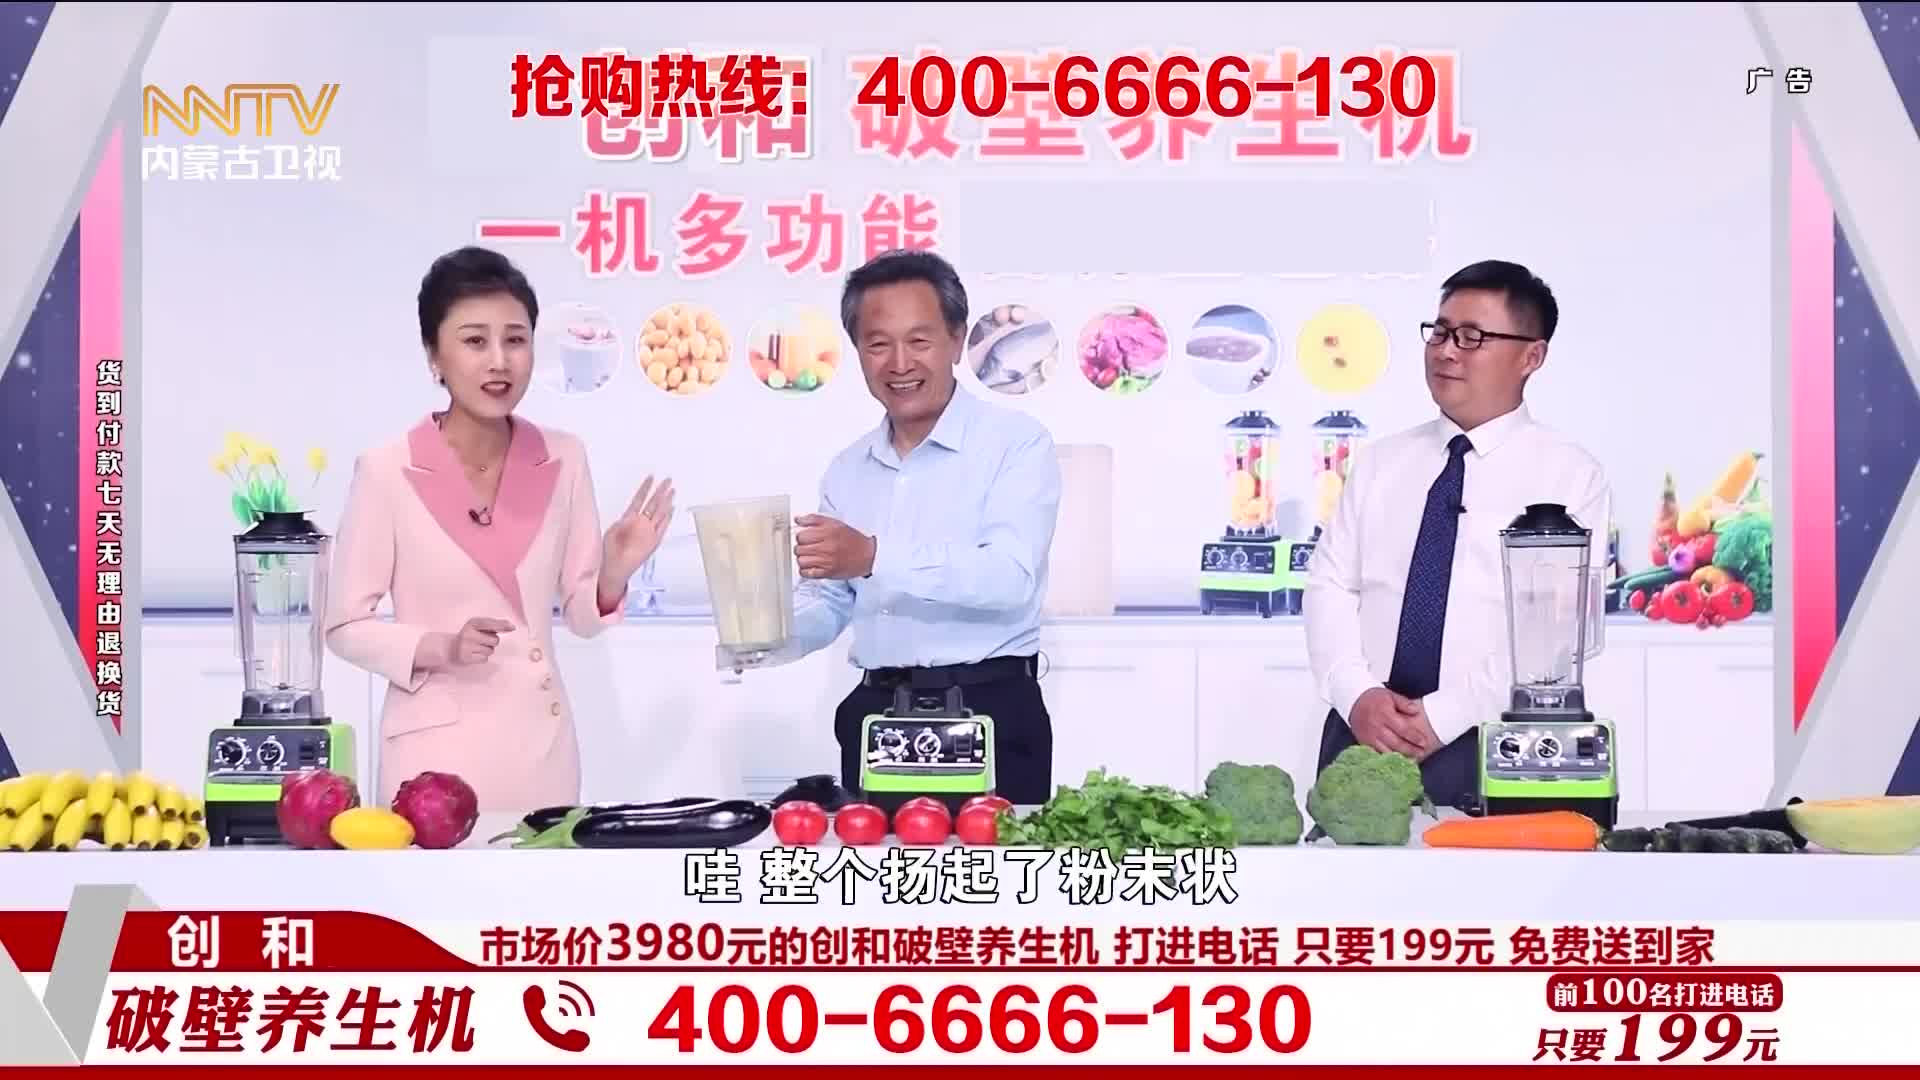 抢购热线：400-6666-130
广告
NNTV
内蒙古卫视
创和 破壁养生机
一机多功能
货到付款七天无理由退换货
哇 整个扬起了粉末状
创和
市场价3980元的创和破壁养生机 打进电话 只要199元 免费送到家
破壁养生机
400-6666-130
前100名打进电话
只要199元